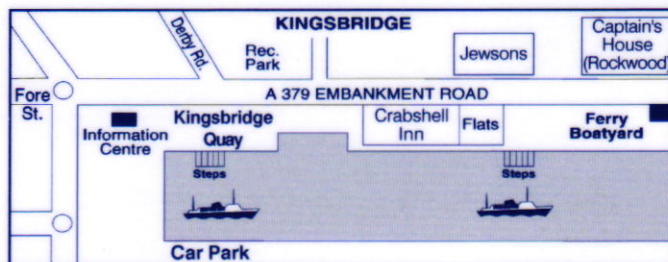 KINGSBRIDGE
Derby Rd.
Rec.
Park
Jewsons
Captain's
House
(Rockwood)
Fore
St.
A 379 EMBANKMENT ROAD
Information
Centre
Kingsbridge
Quay
Crabshell
Inn
Flats
Ferry
Boatyard
Steps
Steps
Car Park